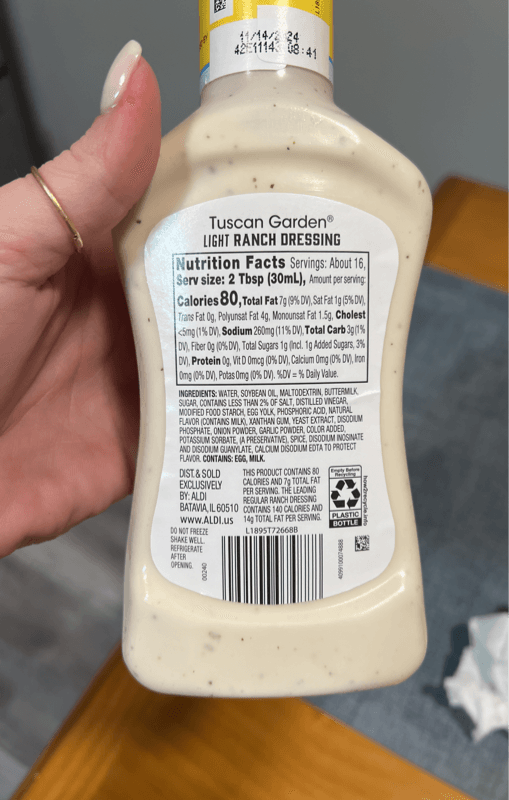 11/14/2024
08:41
Tuscan Garden®
LIGHT RANCH DRESSING
Nutrition Facts Servings: About 16,
Serv size: 2 Tbsp (30mL), Amount per serving:
Calories 80, Total Fat 7g (9% DV), Sat Fat 1g (5% DV),
Trans Fat 0g, Polyunsat Fat 4g, Monounsat Fat 1.5g, Cholest
<5mg (1% DV), Sodium 260mg (11% DV), Total Carb 3g (1%
DV), Fiber 0g (0% DV), Total Sugars 1g (Incl. 1g Added Sugars, 3%
DV), Protein 0g, Vit D 0mcg (0% DV), Calcium 0mg (0% DV), Iron
0mg (0% DV), Potas 0mg (0% DV). %DV = % Daily Value.
INGREDIENTS: WATER, SOYBEAN OIL, MALTODEXTRIN, BUTTERMILK,
SUGAR, CONTAINS LESS THAN 2% OF SALT, DISTILLED VINEGAR,
MODIFIED FOOD STARCH, EGG YOLK, PHOSPHORIC ACID, NATURAL
FLAVOR (CONTAINS MILK), XANTHAN GUM, YEAST EXTRACT, DISODIUM
PHOSPHATE, ONION POWDER, GARLIC POWDER, COLOR ADDED,
POTASSIUM SORBATE, (A PRESERVATIVE), SPICE, DISODIUM INOSINATE
AND DISODIUM GUANYLATE, CALCIUM DISODIUM EDTA TO PROTECT
FLAVOR. CONTAINS: EGG, MILK.
DIST. & SOLD
EXCLUSIVELY
BY: ALDI
BATAVIA, IL 60510
WWW.ALDI.us
THIS PRODUCT CONTAINS 80
CALORIES AND 7g TOTAL FAT
PER SERVING. THE LEADING
REGULAR RANCH DRESSING
CONTAINS 140 CALORIES AND
14g TOTAL FAT PER SERVING.
Empty Before
Recycling
PLASTIC
BOTTLE
how2recycle.info
DO NOT FREEZE
SHAKE WELL.
REFRIGERATE
AFTER
OPENING.
00240
L1895T72668B
4099100074888